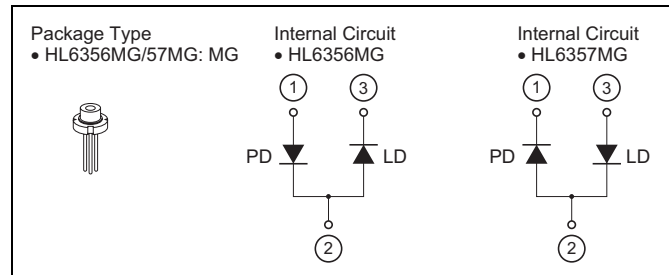 Package Type
• HL6356MG/57MG: MG
Internal Circuit
• HL6356MG
1 3
PD LD
2
Internal Circuit
• HL6357MG
1 3
PD LD
2